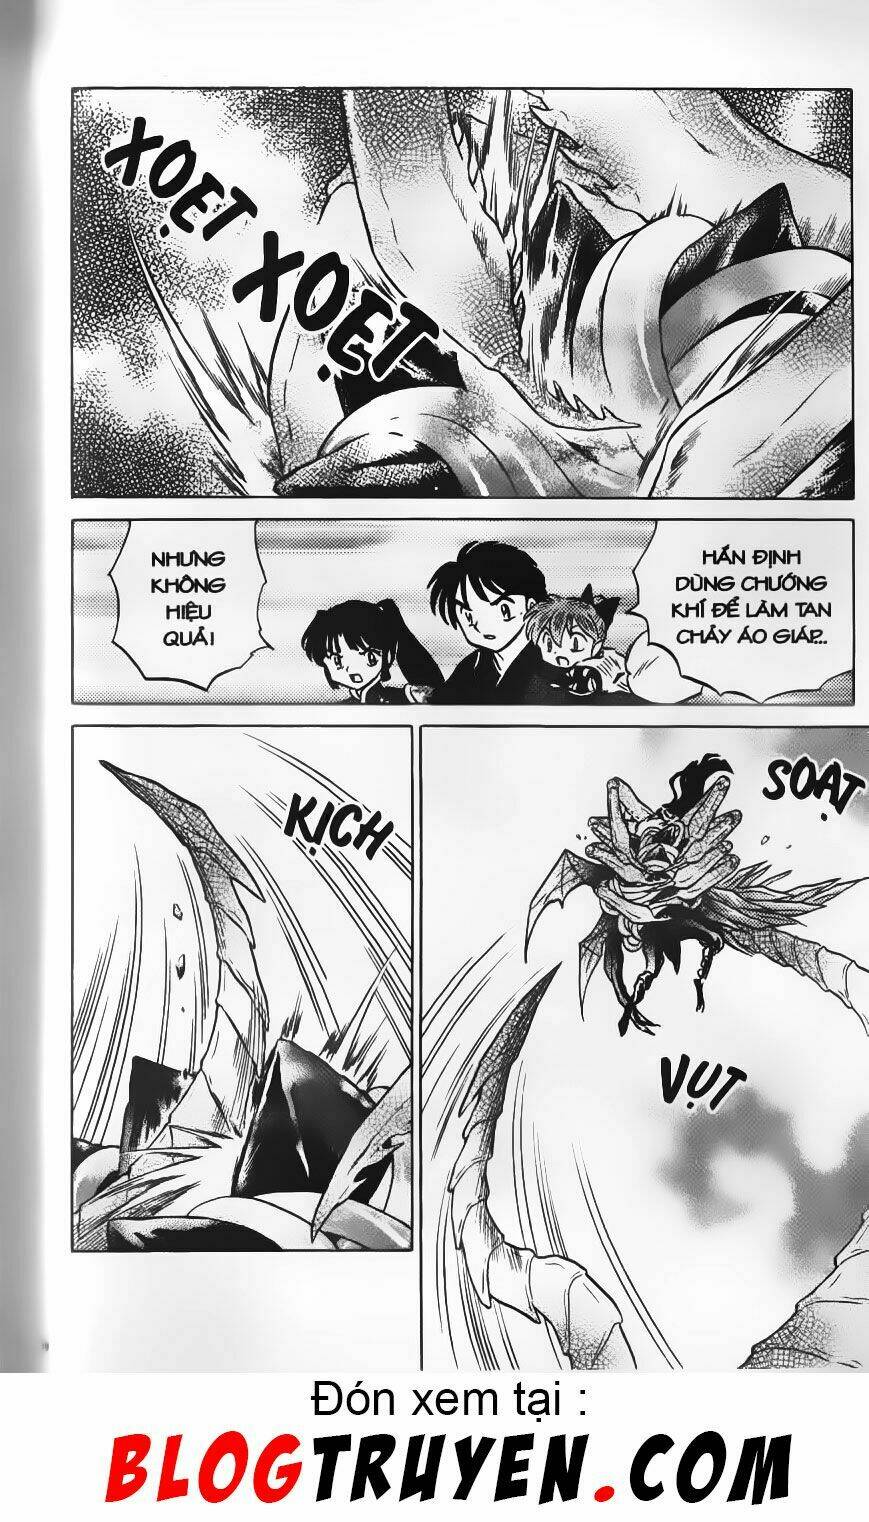 XOẸT
XOẸT
HẮN ĐỊNH
DÙNG CHƯỚNG
KHÍ ĐỂ LÀM TAN
CHẢY ÁO GIÁP...
NHƯNG
KHÔNG
HIỆU
QUẢ!
SOẠT
VỤT
KỊCH
Đón xem tại :
BLOGTRUYEN.COM